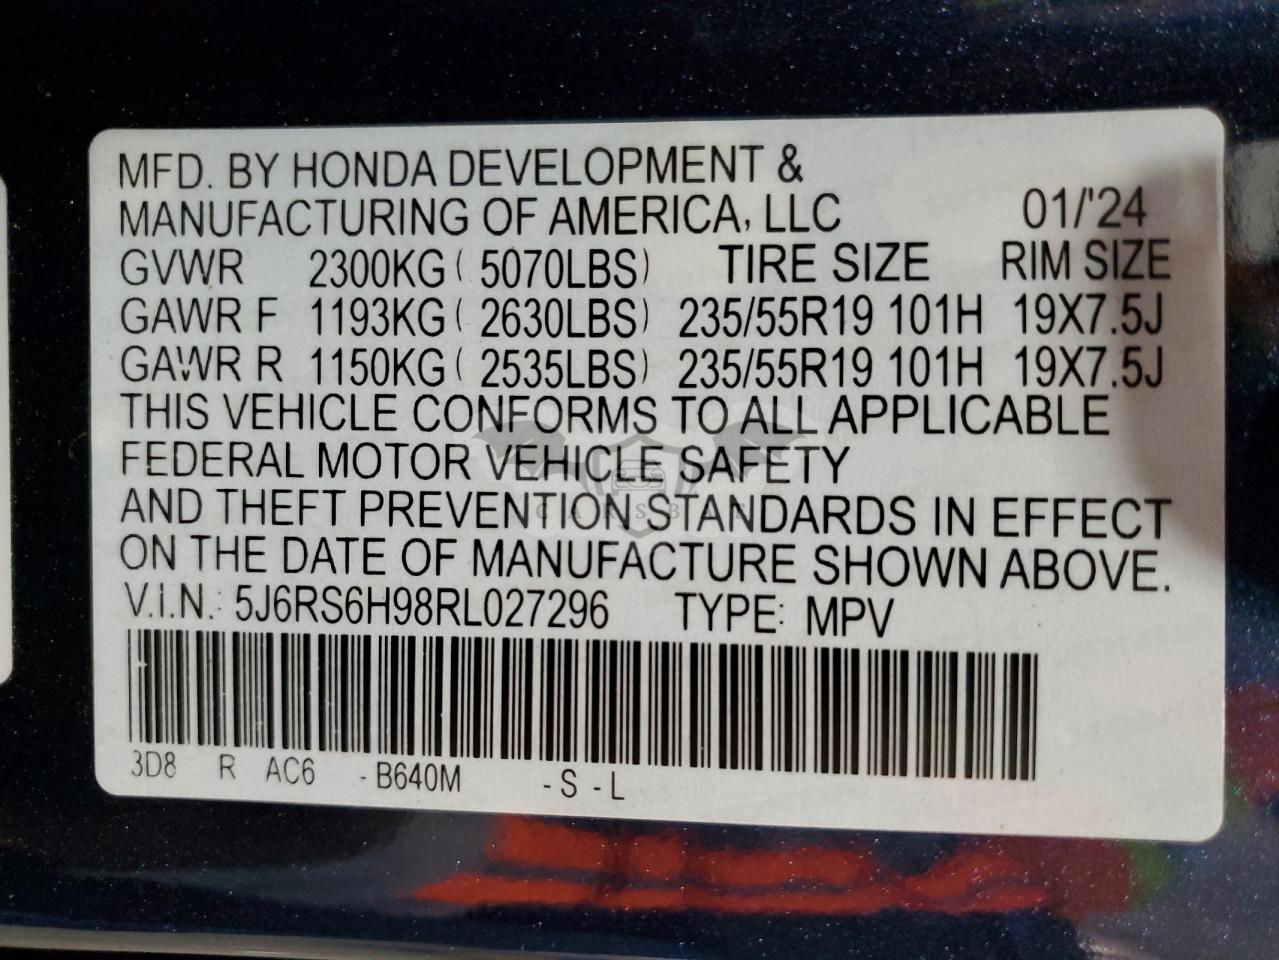 MFD. BY HONDA DEVELOPMENT &
MANUFACTURING OF AMERICA, LLC 01/'24
GVWR 2300KG ( 5070LBS) TIRE SIZE RIM SIZE
GAWR F 1193KG ( 2630LBS) 235/55R19 101H 19X7.5J
GAWR R 1150KG ( 2535LBS) 235/55R19 101H 19X7.5J
THIS VEHICLE CONFORMS TO ALL APPLICABLE
FEDERAL MOTOR VEHICLE SAFETY
AND THEFT PREVENTION STANDARDS IN EFFECT
ON THE DATE OF MANUFACTURE SHOWN ABOVE.
V.I.N.: 5J6RS6H98RL027296 TYPE: MPV
3D8 R AC6 - B640M - S - L